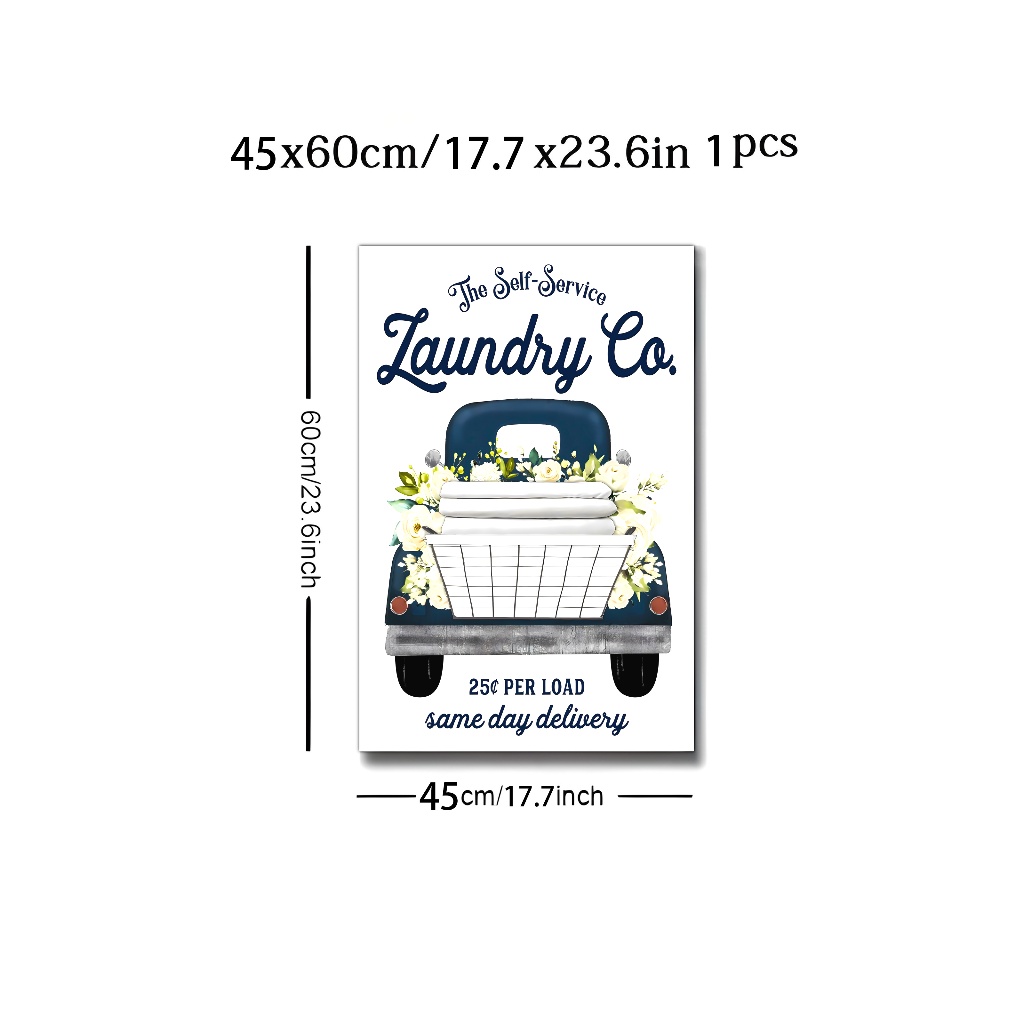 45x60cm/17.7 x23.6in 1pcs
The Self-Service
Laundry Co.
60cm/23.6inch
25¢ PER LOAD
same day delivery
45cm/17.7inch